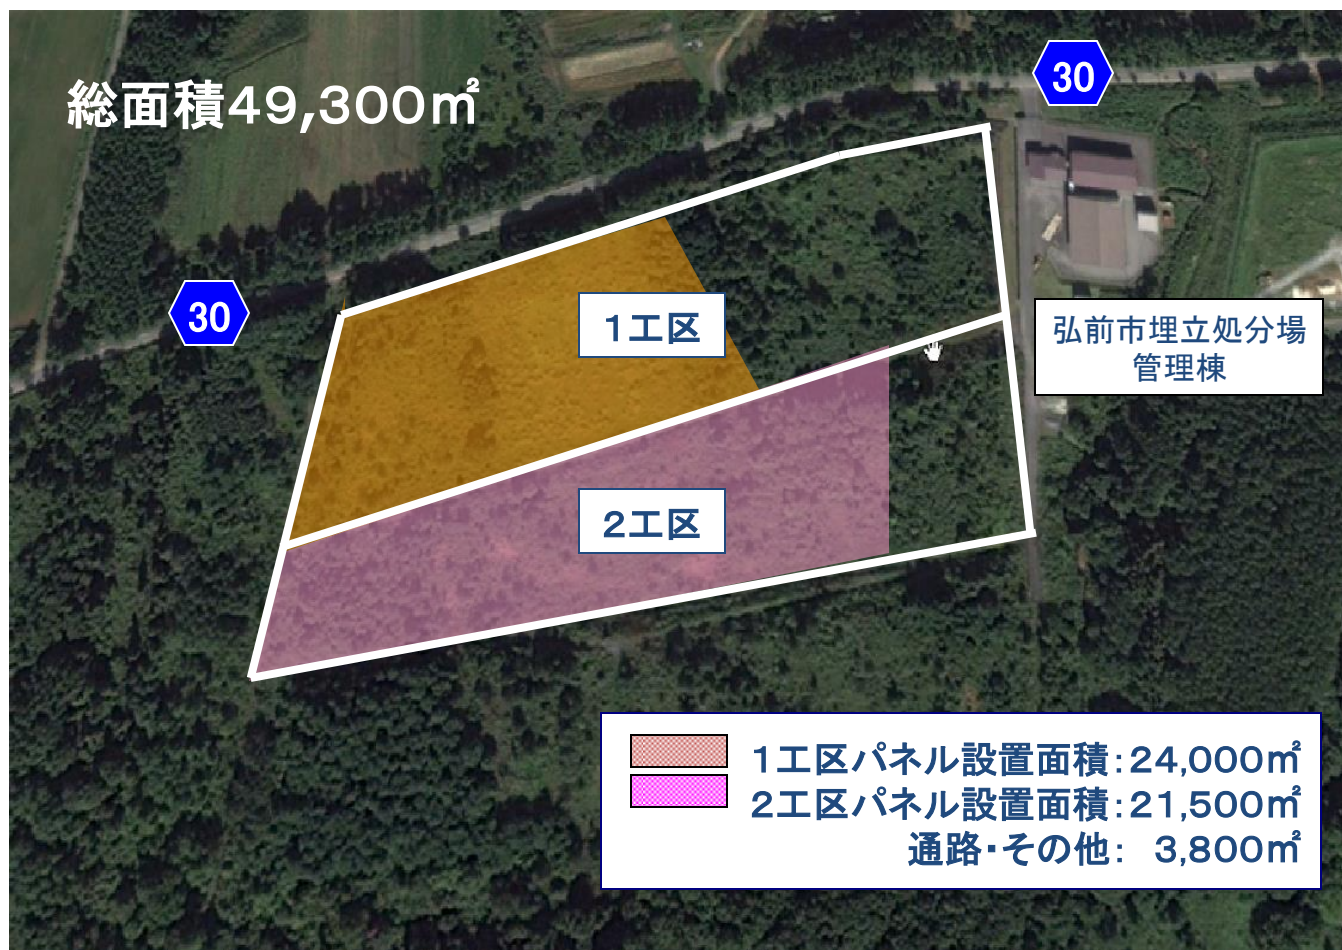 総面積49,300㎡
30
30
1工区
弘前市埋立処分場
管理棟
2工区
1工区パネル設置面積:24,000㎡
2工区パネル設置面積:21,500㎡
通路・その他: 3,800㎡